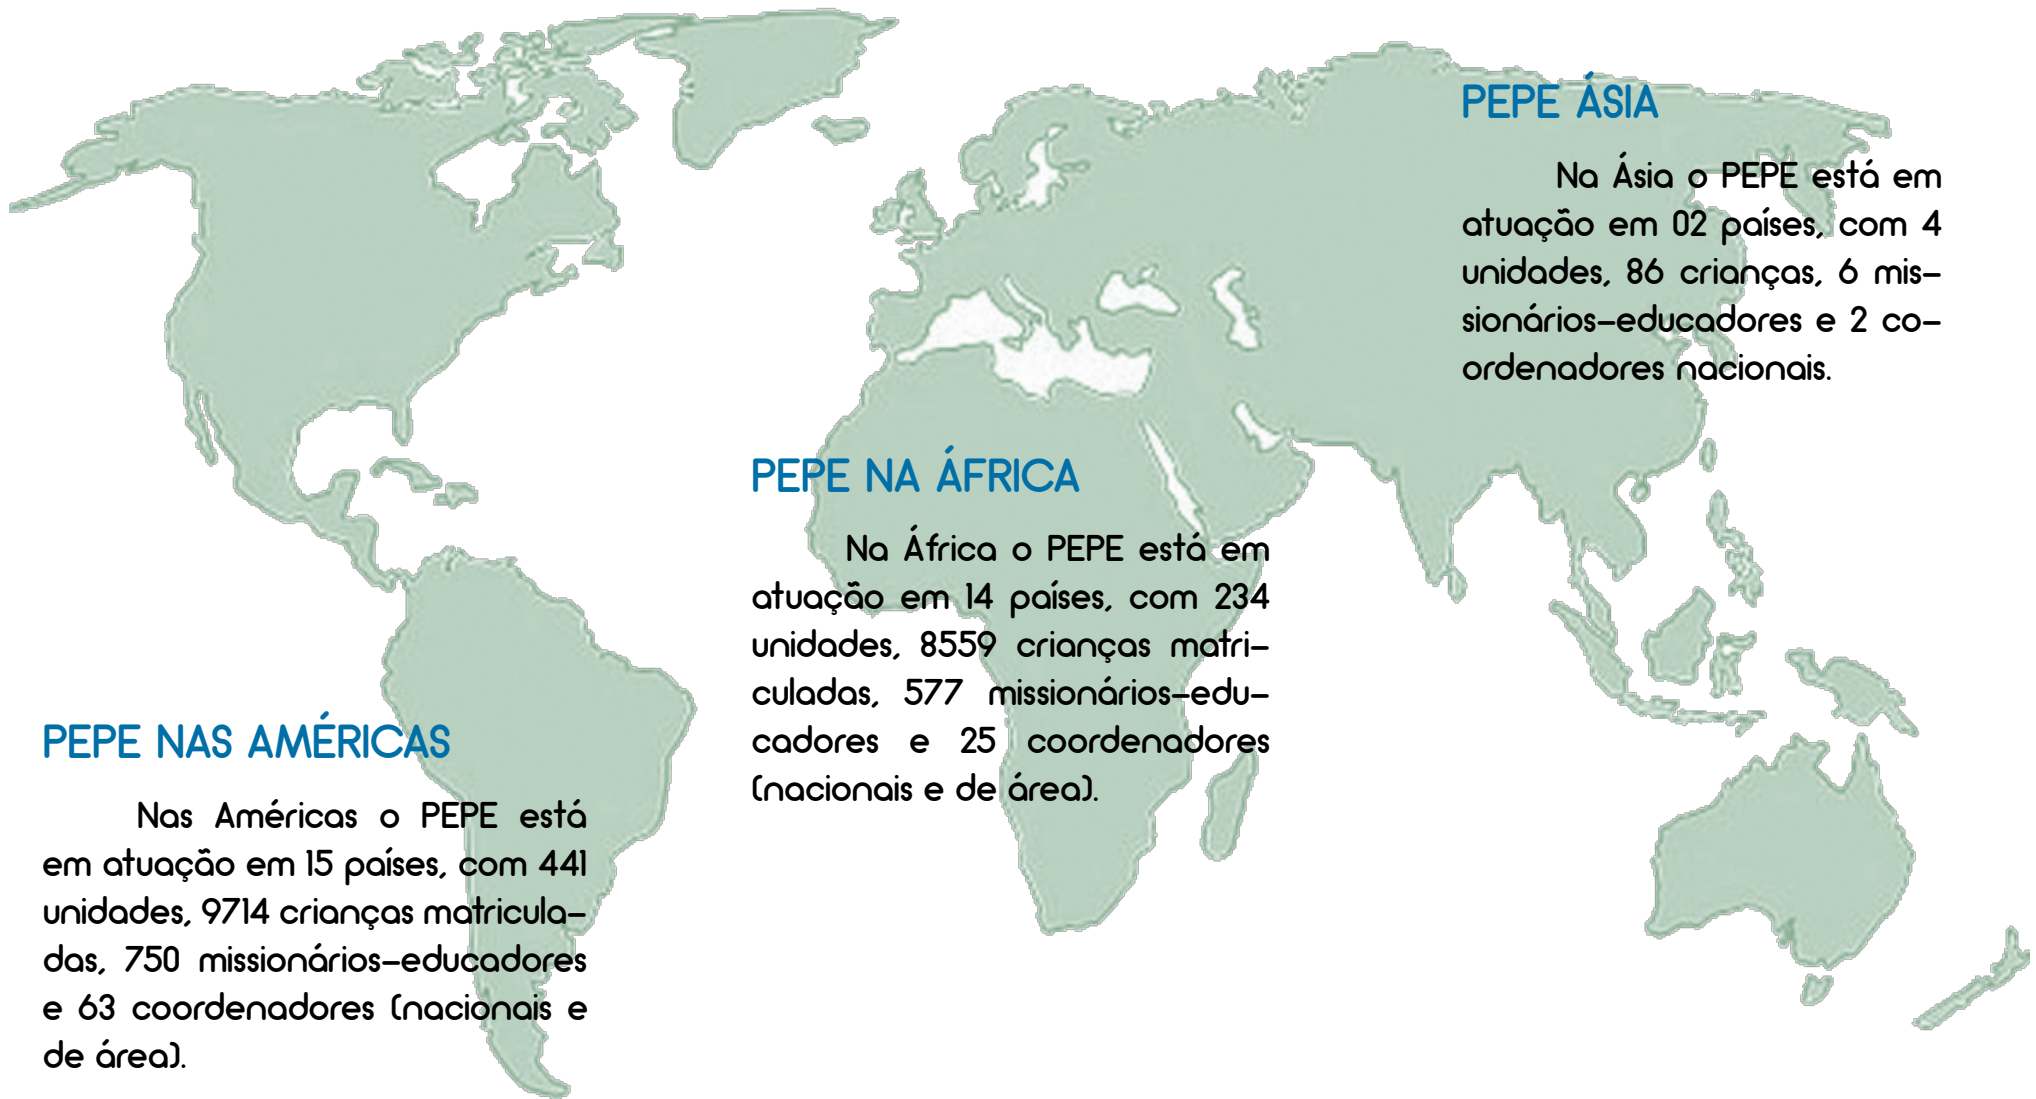 PEPE ÁSIA
Na Ásia o PEPE está em
atuação em 02 países, com 4
unidades, 86 crianças, 6 mis-
sionários-educadores e 2 co-
ordenadores nacionais.
PEPE NA ÁFRICA
Na África o PEPE está em
atuação em 14 países, com 234
unidades, 8559 crianças matri-
culadas, 577 missionários-edu-
cadores e 25 coordenadores
(nacionais e de área).
PEPE NAS AMÉRICAS
Nas Américas o PEPE está
em atuação em 15 países, com 441
unidades, 9714 crianças matricula-
das, 750 missionários-educadores
e 63 coordenadores (nacionais e
de área).